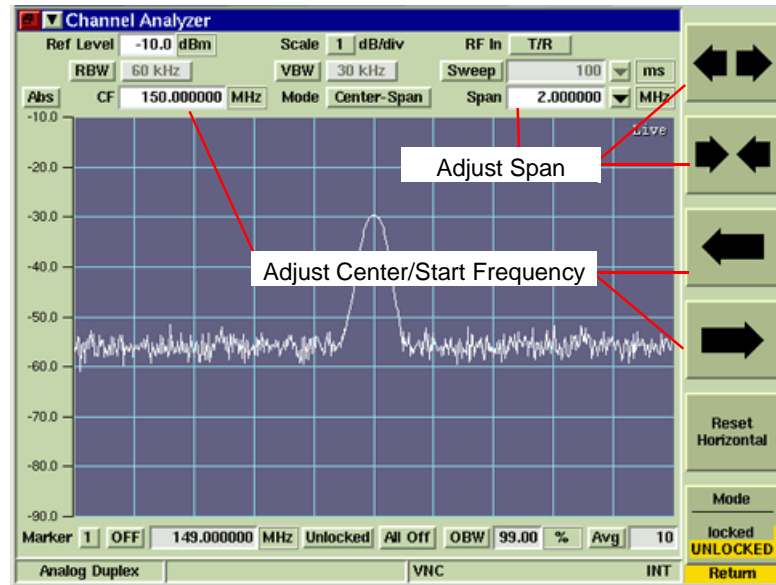 Channel Analyzer
Ref Level -10.0 dBm Scale 1 dB/div RF In T/R
RBW 60 kHz VBW 30 kHz Sweep 100 ms
Abs CF 150.000000 MHz Mode Center-Span Span 2.000000 MHz
-10.0
Live
Adjust Span
-20.0
-30.0
Adjust Center/Start Frequency
-40.0
-50.0
-60.0
-70.0
-80.0
-90.0
Marker 1 OFF 149.000000 MHz Unlocked All Off OBW 99.00 % Avg 10
Analog Duplex VNC INT
Reset
Horizontal
Mode
locked
UNLOCKED
Return